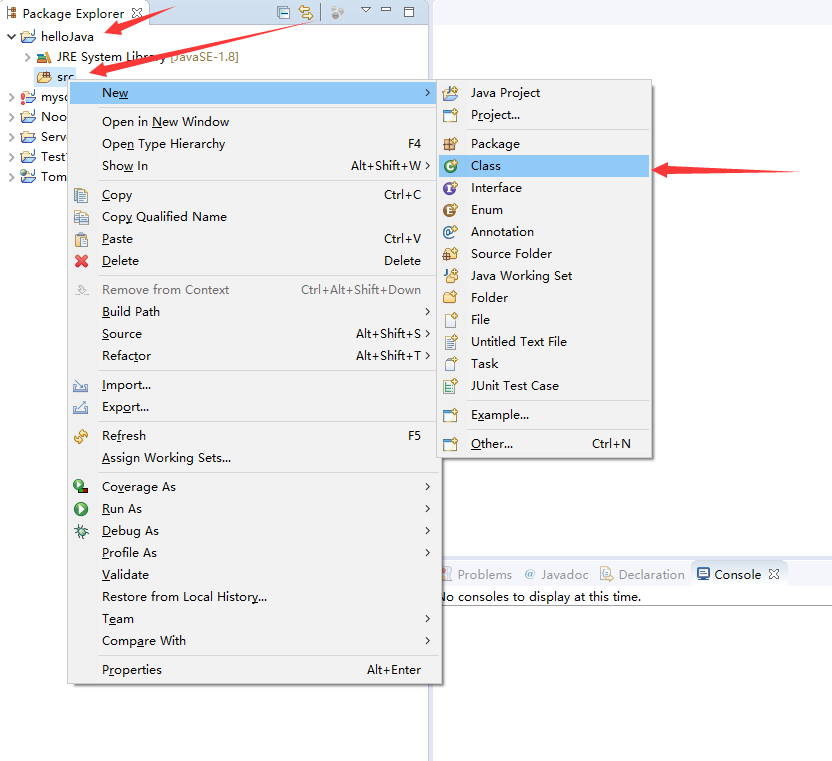 Package Explorer
helloJava
JRE System Library [JavaSE-1.8]
src
Noo
Serv
Test
Tom
New
Open in New Window
Open Type Hierarchy F4
Show In Alt+Shift+W
Copy Ctrl+C
Copy Qualified Name
Paste Ctrl+V
Delete Delete
Remove from Context Ctrl+Alt+Shift+Down
Build Path
Source Alt+Shift+S
Refactor Alt+Shift+T
Import...
Export...
Refresh F5
Assign Working Sets...
Coverage As
Run As
Debug As
Profile As
Validate
Restore from Local History...
Team
Compare With
Properties Alt+Enter
Java Project
Project...
Package
Class
Interface
Enum
Annotation
Source Folder
Java Working Set
Folder
File
Untitled Text File
Task
JUnit Test Case
Example...
Other... Ctrl+N
Problems @ Javadoc Declaration Console
No consoles to display at this time.